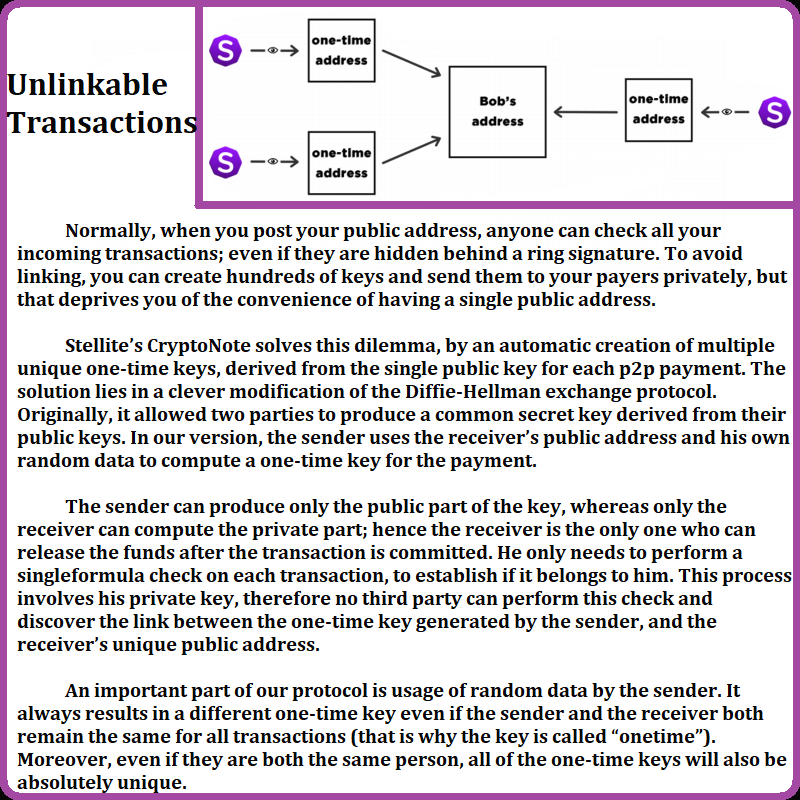 Unlinkable
Transactions
S
one-time
address
S
one-time
address
Bob's
address
one-time
address
S
Normally, when you post your public address, anyone can check all your
incoming transactions; even if they are hidden behind a ring signature. To avoid
linking, you can create hundreds of keys and send them to your payers privately, but
that deprives you of the convenience of having a single public address.
Stellite’s CryptoNote solves this dilemma, by an automatic creation of multiple
unique one-time keys, derived from the single public key for each p2p payment. The
solution lies in a clever modification of the Diffie-Hellman exchange protocol.
Originally, it allowed two parties to produce a common secret key derived from their
public keys. In our version, the sender uses the receiver’s public address and his own
random data to compute a one-time key for the payment.
The sender can produce only the public part of the key, whereas only the
receiver can compute the private part; hence the receiver is the only one who can
release the funds after the transaction is committed. He only needs to perform a
singleformula check on each transaction, to establish if it belongs to him. This process
involves his private key, therefore no third party can perform this check and
discover the link between the one-time key generated by the sender, and the
receiver’s unique public address.
An important part of our protocol is usage of random data by the sender. It
always results in a different one-time key even if the sender and the receiver both
remain the same for all transactions (that is why the key is called “onetime”).
Moreover, even if they are both the same person, all of the one-time keys will also be
absolutely unique.